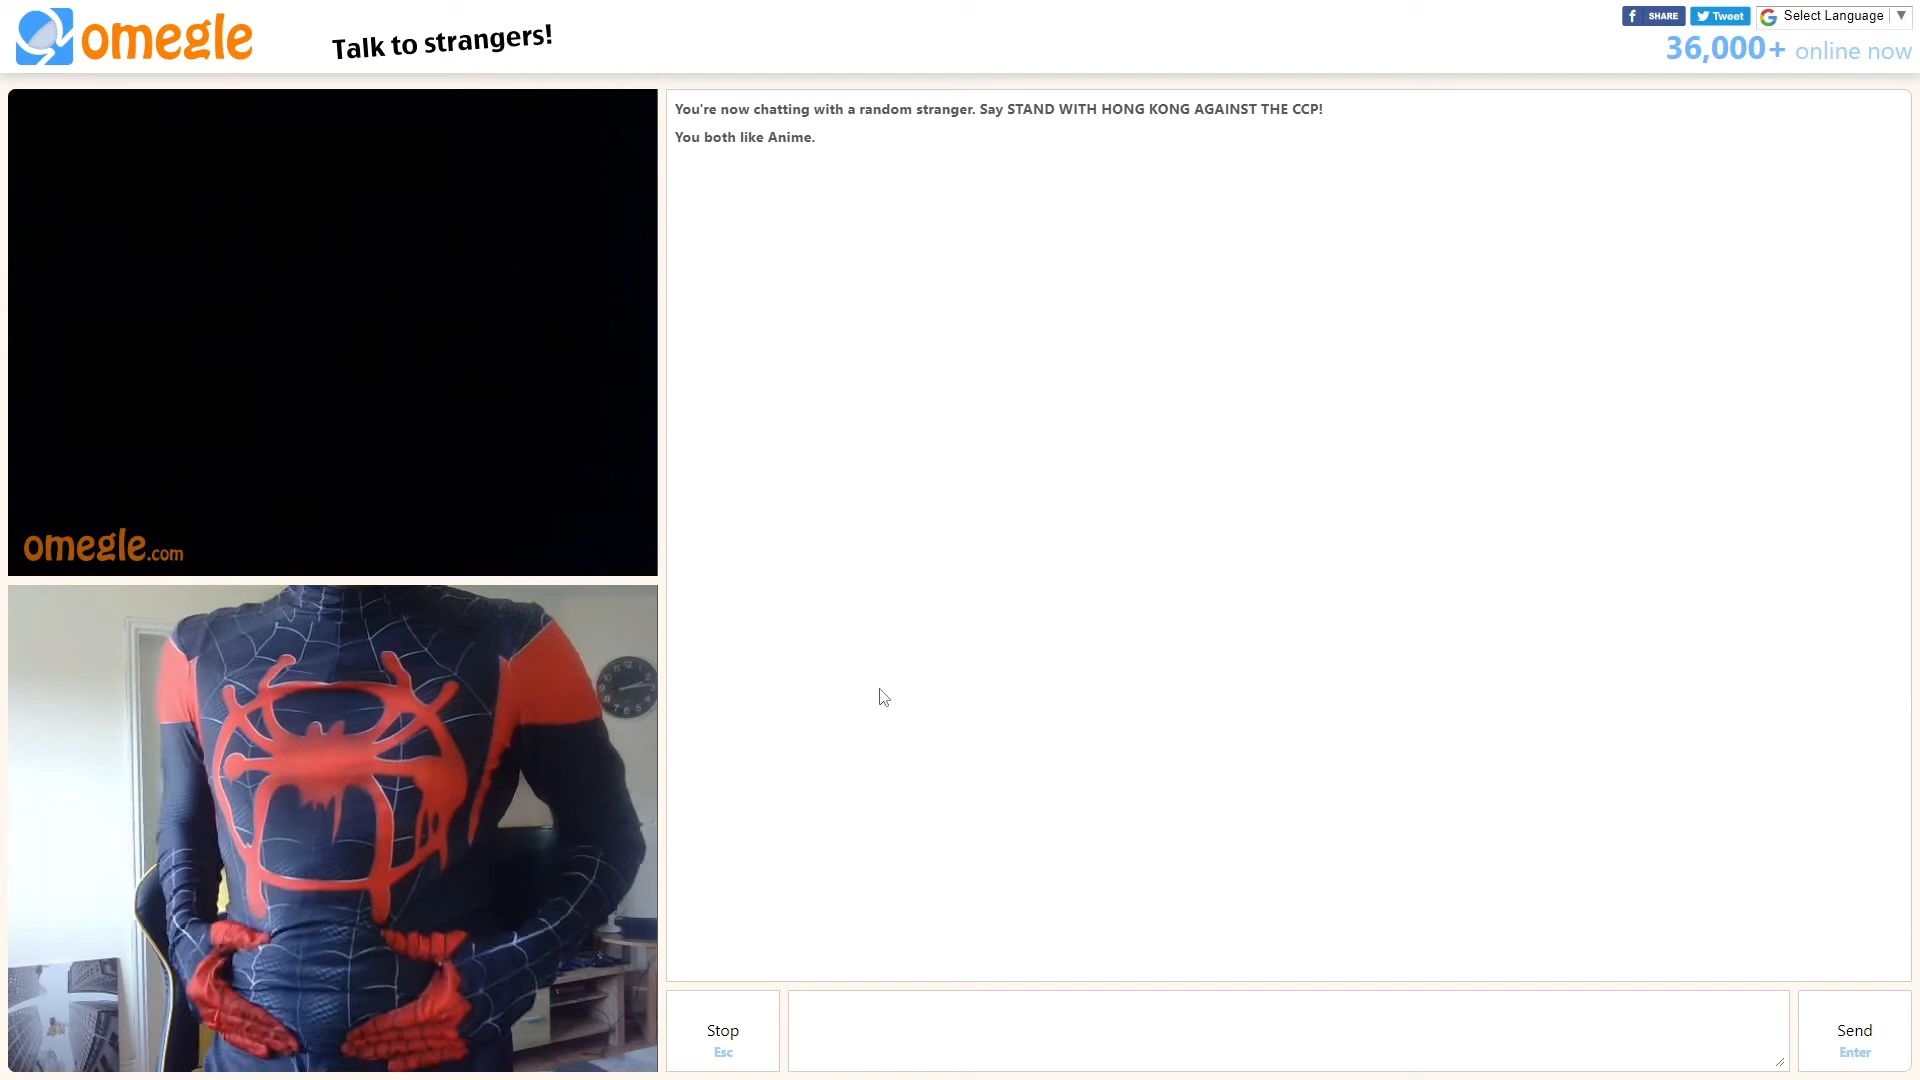 omegle
Talk to strangers!
SHARE
Tweet
Select Language ▼
36,000+ online now
You're now chatting with a random stranger. Say STAND WITH HONG KONG AGAINST THE CCP!
You both like Anime.
omegle.com
Stop
Esc
Send
Enter